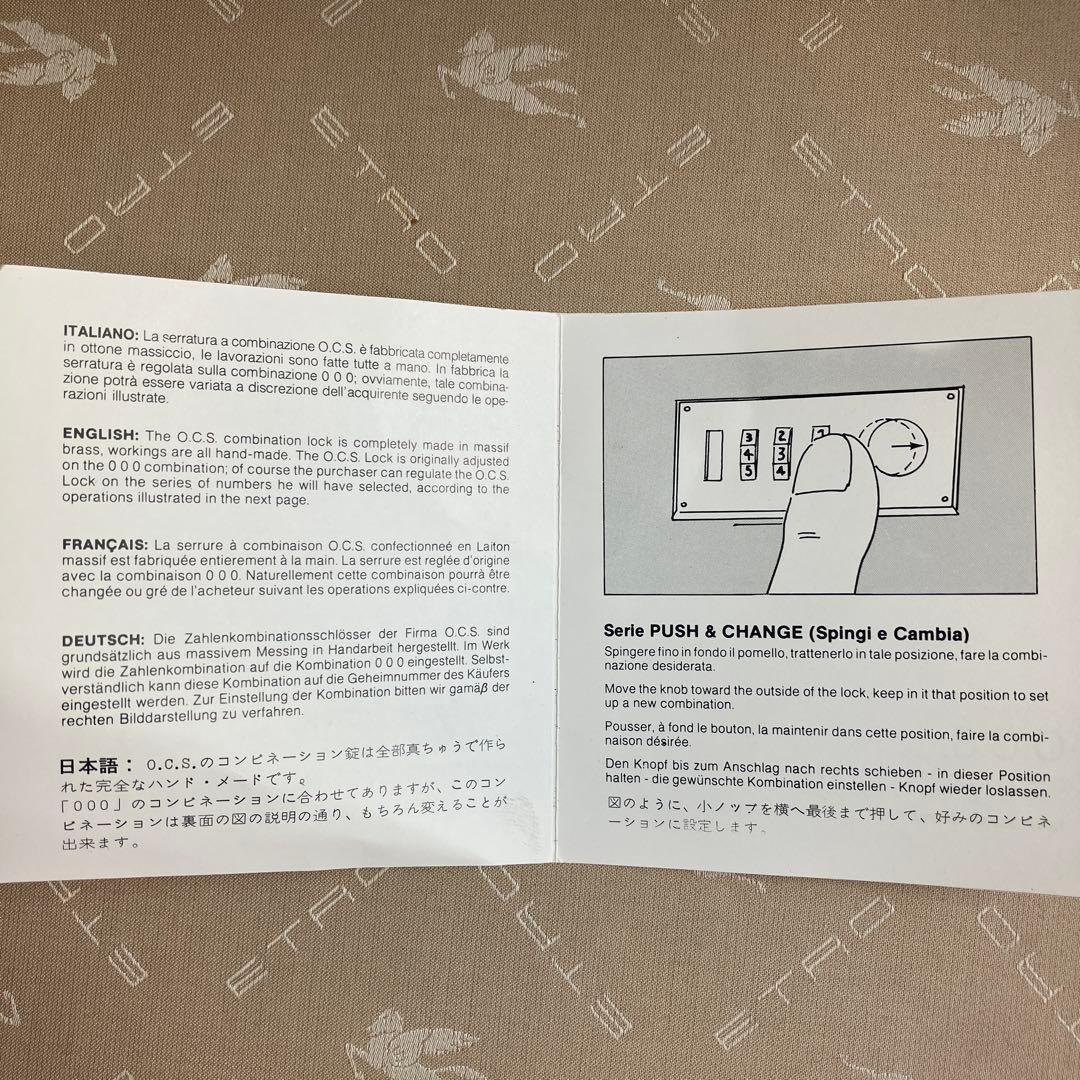 ETRO
ETRO
ETRO
ETRO
ITALIANO: La serratura a combinazione O.C.S. è fabbricata completamente
in ottone massiccio, le lavorazioni sono fatte tutte a mano. In fabbrica la
serratura è regolata sulla combinazione 0 0 0; ovviamente, tale combina-
zione potrà essere variata a discrezione dell'acquirente seguendo le ope-
razioni illustrate.
ENGLISH: The O.C.S. combination lock is completely made in massif
brass, workings are all hand-made. The O.C.S. Lock is originally adjusted
on the 0 0 0 combination; of course the purchaser can regulate the O.C.S.
Lock on the series of numbers he will have selected, according to the
operations illustrated in the next page.
FRANÇAIS: La serrure à combinaison O.C.S. confectionneé en Laiton
massif est fabriquée entierement à la main. La serrure est reglée d'origine
avec la combinaison 0 0 0. Naturellement cette combinaison pourrà être
changée ou gré de l'acheteur suivant les operations expliquées ci-contre.
DEUTSCH: Die Zahlenkombinationsschlösser der Firma O.C.S. sind
grundsätzlich aus massivem Messing in Handarbeit hergestellt. Im Werk
wird die Zahlenkombination auf die Kombination 0 0 0 eingestellt. Selbst-
verständlich kann diese Kombination auf die Geheimnummer des Käufers
eingestellt werden. Zur Einstellung der Kombination bitten wir gamäß der
rechten Bilddarstellung zu verfahren.
日本語： O.C.S.のコンビネーション錠は全部真ちゅうで作ら
れた完全なハンド・メードです。
「000」のコンビネーションに合わせてありますが、このコン
ビネーションは裏面の図の説明の通り、もちろん変えることが
出来ます。
3 2 1
4 3
5 4
Serie PUSH & CHANGE (Spingi e Cambia)
Spingere fino in fondo il pomello, trattenerlo in tale posizione, fare la combi-
nazione desiderata.
Move the knob toward the outside of the lock, keep in it that position to set
up a new combination.
Pousser, à fond le bouton, la maintenir dans cette position, faire la combi-
naison désirée.
Den Knopf bis zum Anschlag nach rechts schieben - in dieser Position
halten - die gewünschte Kombination einstellen - Knopf wieder loslassen.
図のように、小ノップを横へ最後まで押して、好みのコンビネ
ーションに設定します。
ETRO
ETRO
ETRO